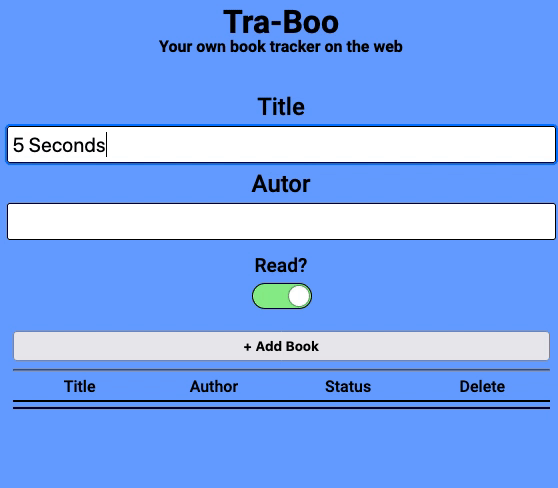 Tra-Boo
Your own book tracker on the web
Title
5 Seconds
Autor
Read?
+ Add Book
Title Author Status Delete